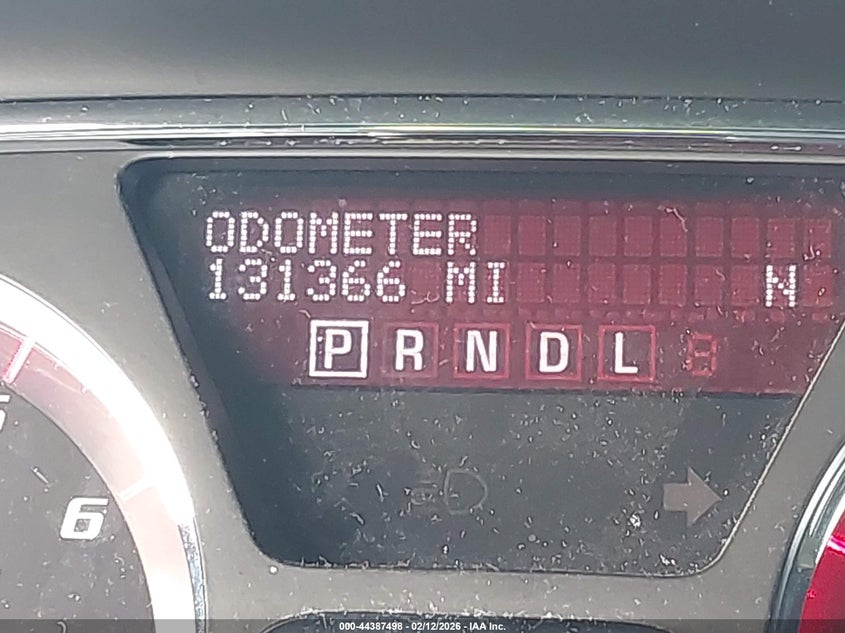 ODOMETER
131366 MI N
P R N D L
6
000-44387498 - 02/12/2026 - IAA Inc.